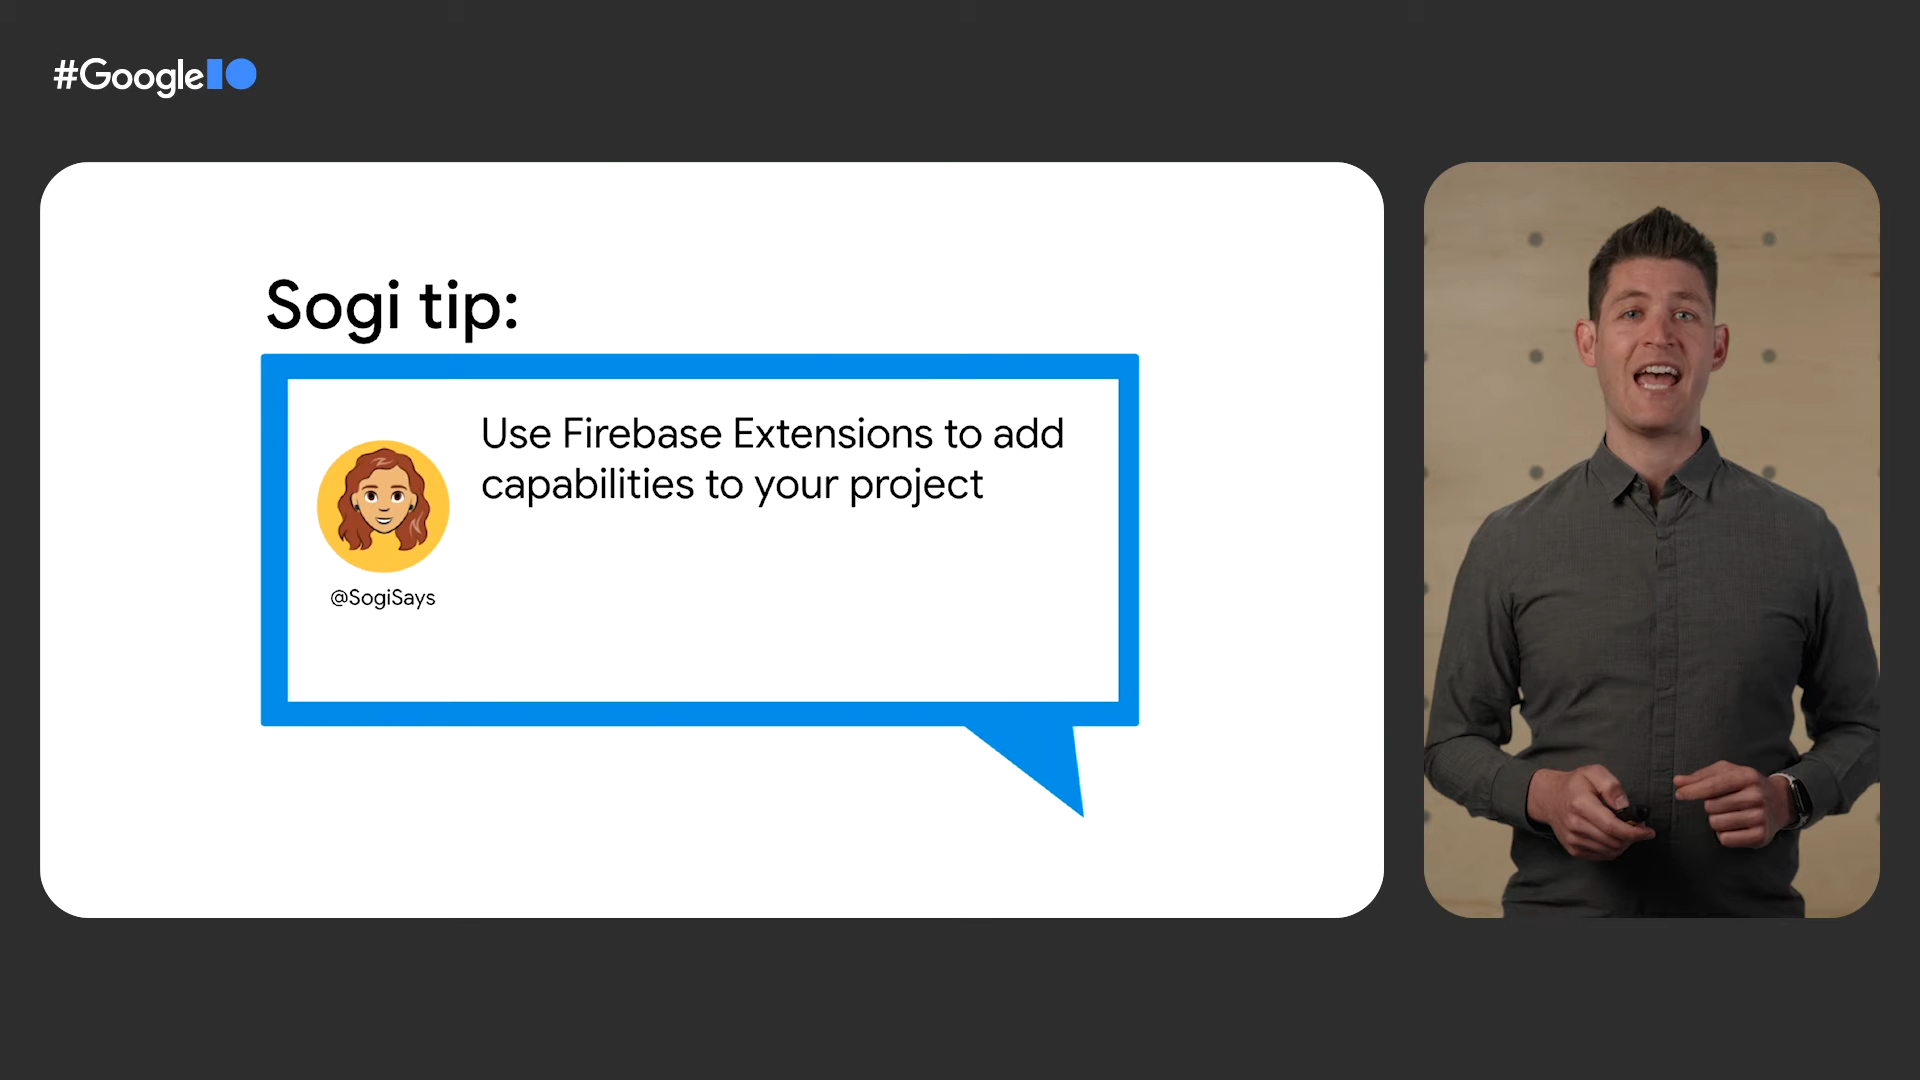 #GoogleIO
Sogi tip:
Use Firebase Extensions to add
capabilities to your project
@SogiSays